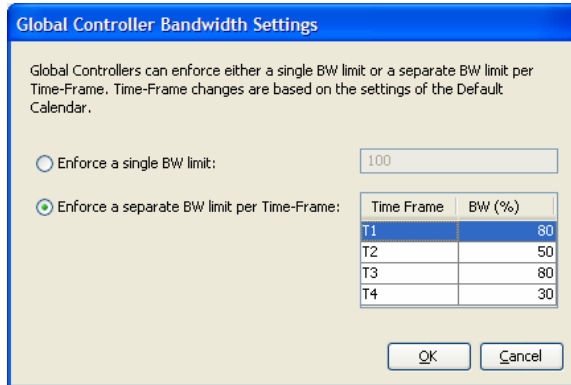 Global Controller Bandwidth Settings
Global Controllers can enforce either a single BW limit or a separate BW limit per
Time-Frame. Time-Frame changes are based on the settings of the Default
Calendar.
Enforce a single BW limit: 100
Enforce a separate BW limit per Time-Frame: Time Frame BW (%)
T1 80
T2 50
T3 80
T4 30
OK Cancel